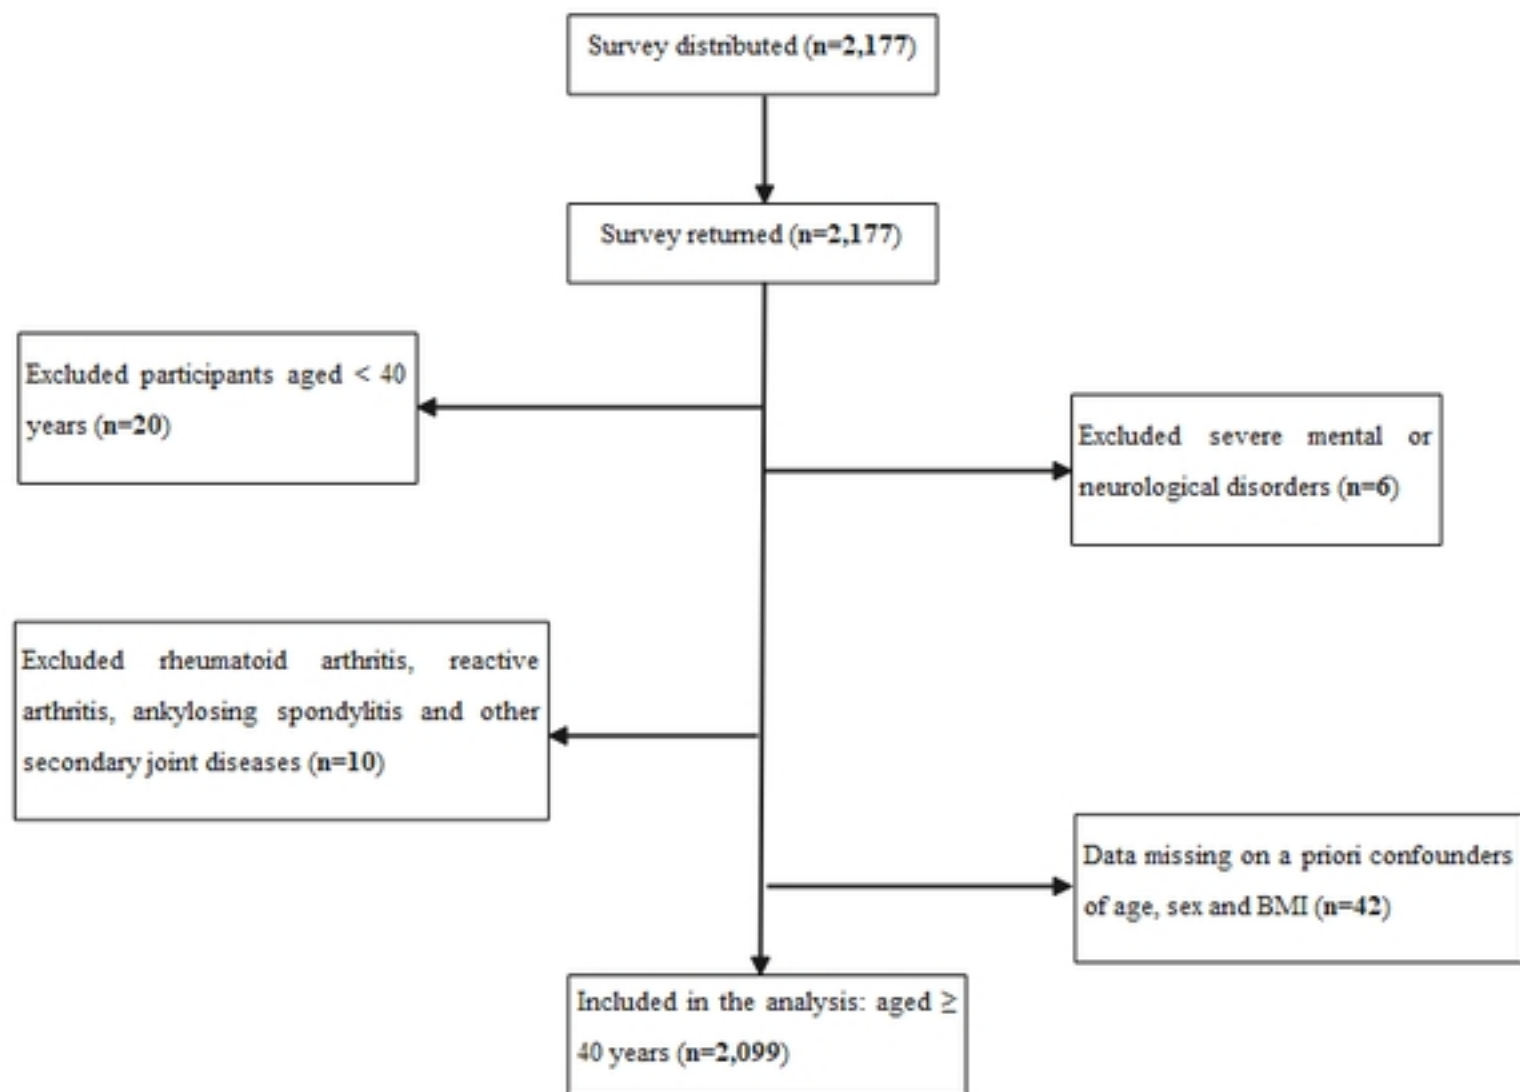 Survey distributed (n=2,177)
Survey returned (n=2,177)
Excluded participants aged < 40
years (n=20)
Excluded severe mental or
neurological disorders (n=6)
Excluded rheumatoid arthritis, reactive
arthritis, ankylosing spondylitis and other
secondary joint diseases (n=10)
Data missing on a priori confounders
of age, sex and BMI (n=42)
Included in the analysis: aged ≥
40 years (n=2,099)